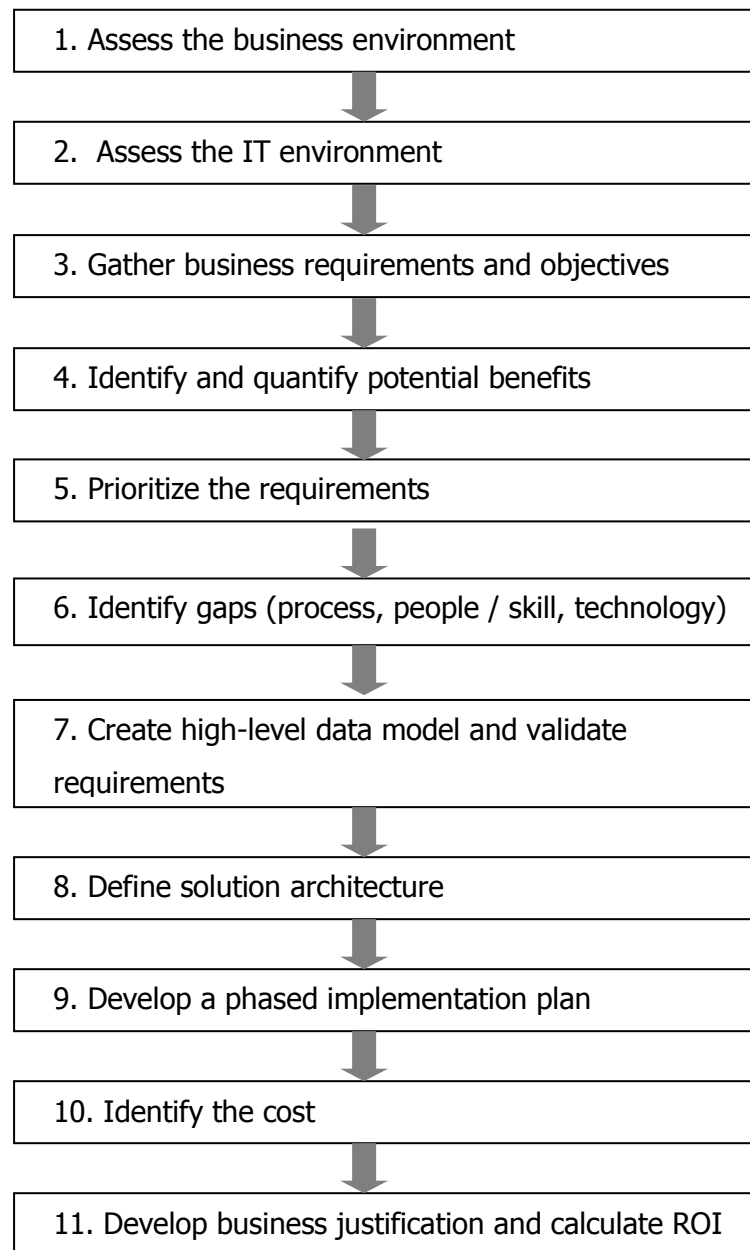 1. Assess the business environment
2. Assess the IT environment
3. Gather business requirements and objectives
4. Identify and quantify potential benefits
5. Prioritize the requirements
6. Identify gaps (process, people / skill, technology)
7. Create high-level data model and validate
requirements
8. Define solution architecture
9. Develop a phased implementation plan
10. Identify the cost
11. Develop business justification and calculate ROI